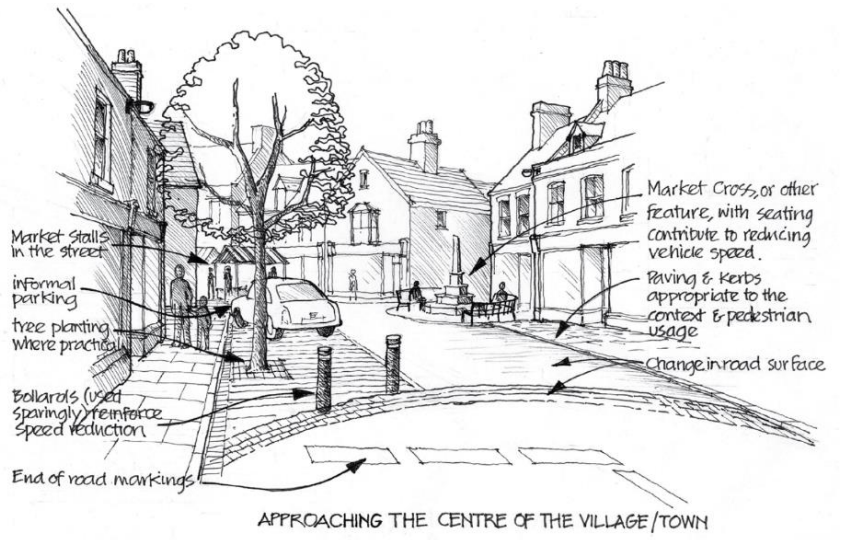 Market Stalls
in the street
informal
parking
tree planting
where practical
Bollards (used
sparingly) reinforce
speed reduction
End of road markings
Market Cross, or other
feature, with seating
contribute to reducing
vehicle speed.
Paving & Kerbs
appropriate to the
context & pedestrian
usage
Change in road surface
APPROACHING THE CENTRE OF THE VILLAGE/TOWN